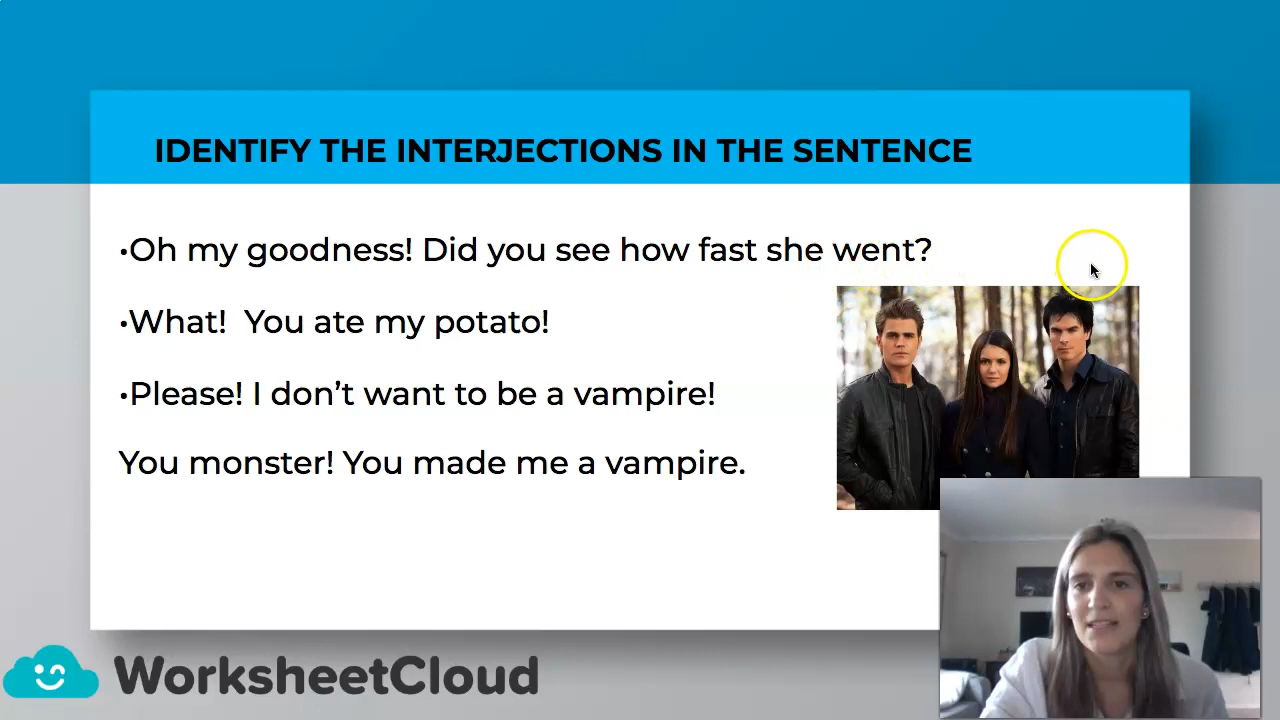 IDENTIFY THE INTERJECTIONS IN THE SENTENCE
•Oh my goodness! Did you see how fast she went?
•What!  You ate my potato!
•Please! I don’t want to be a vampire!
You monster! You made me a vampire.
WorksheetCloud